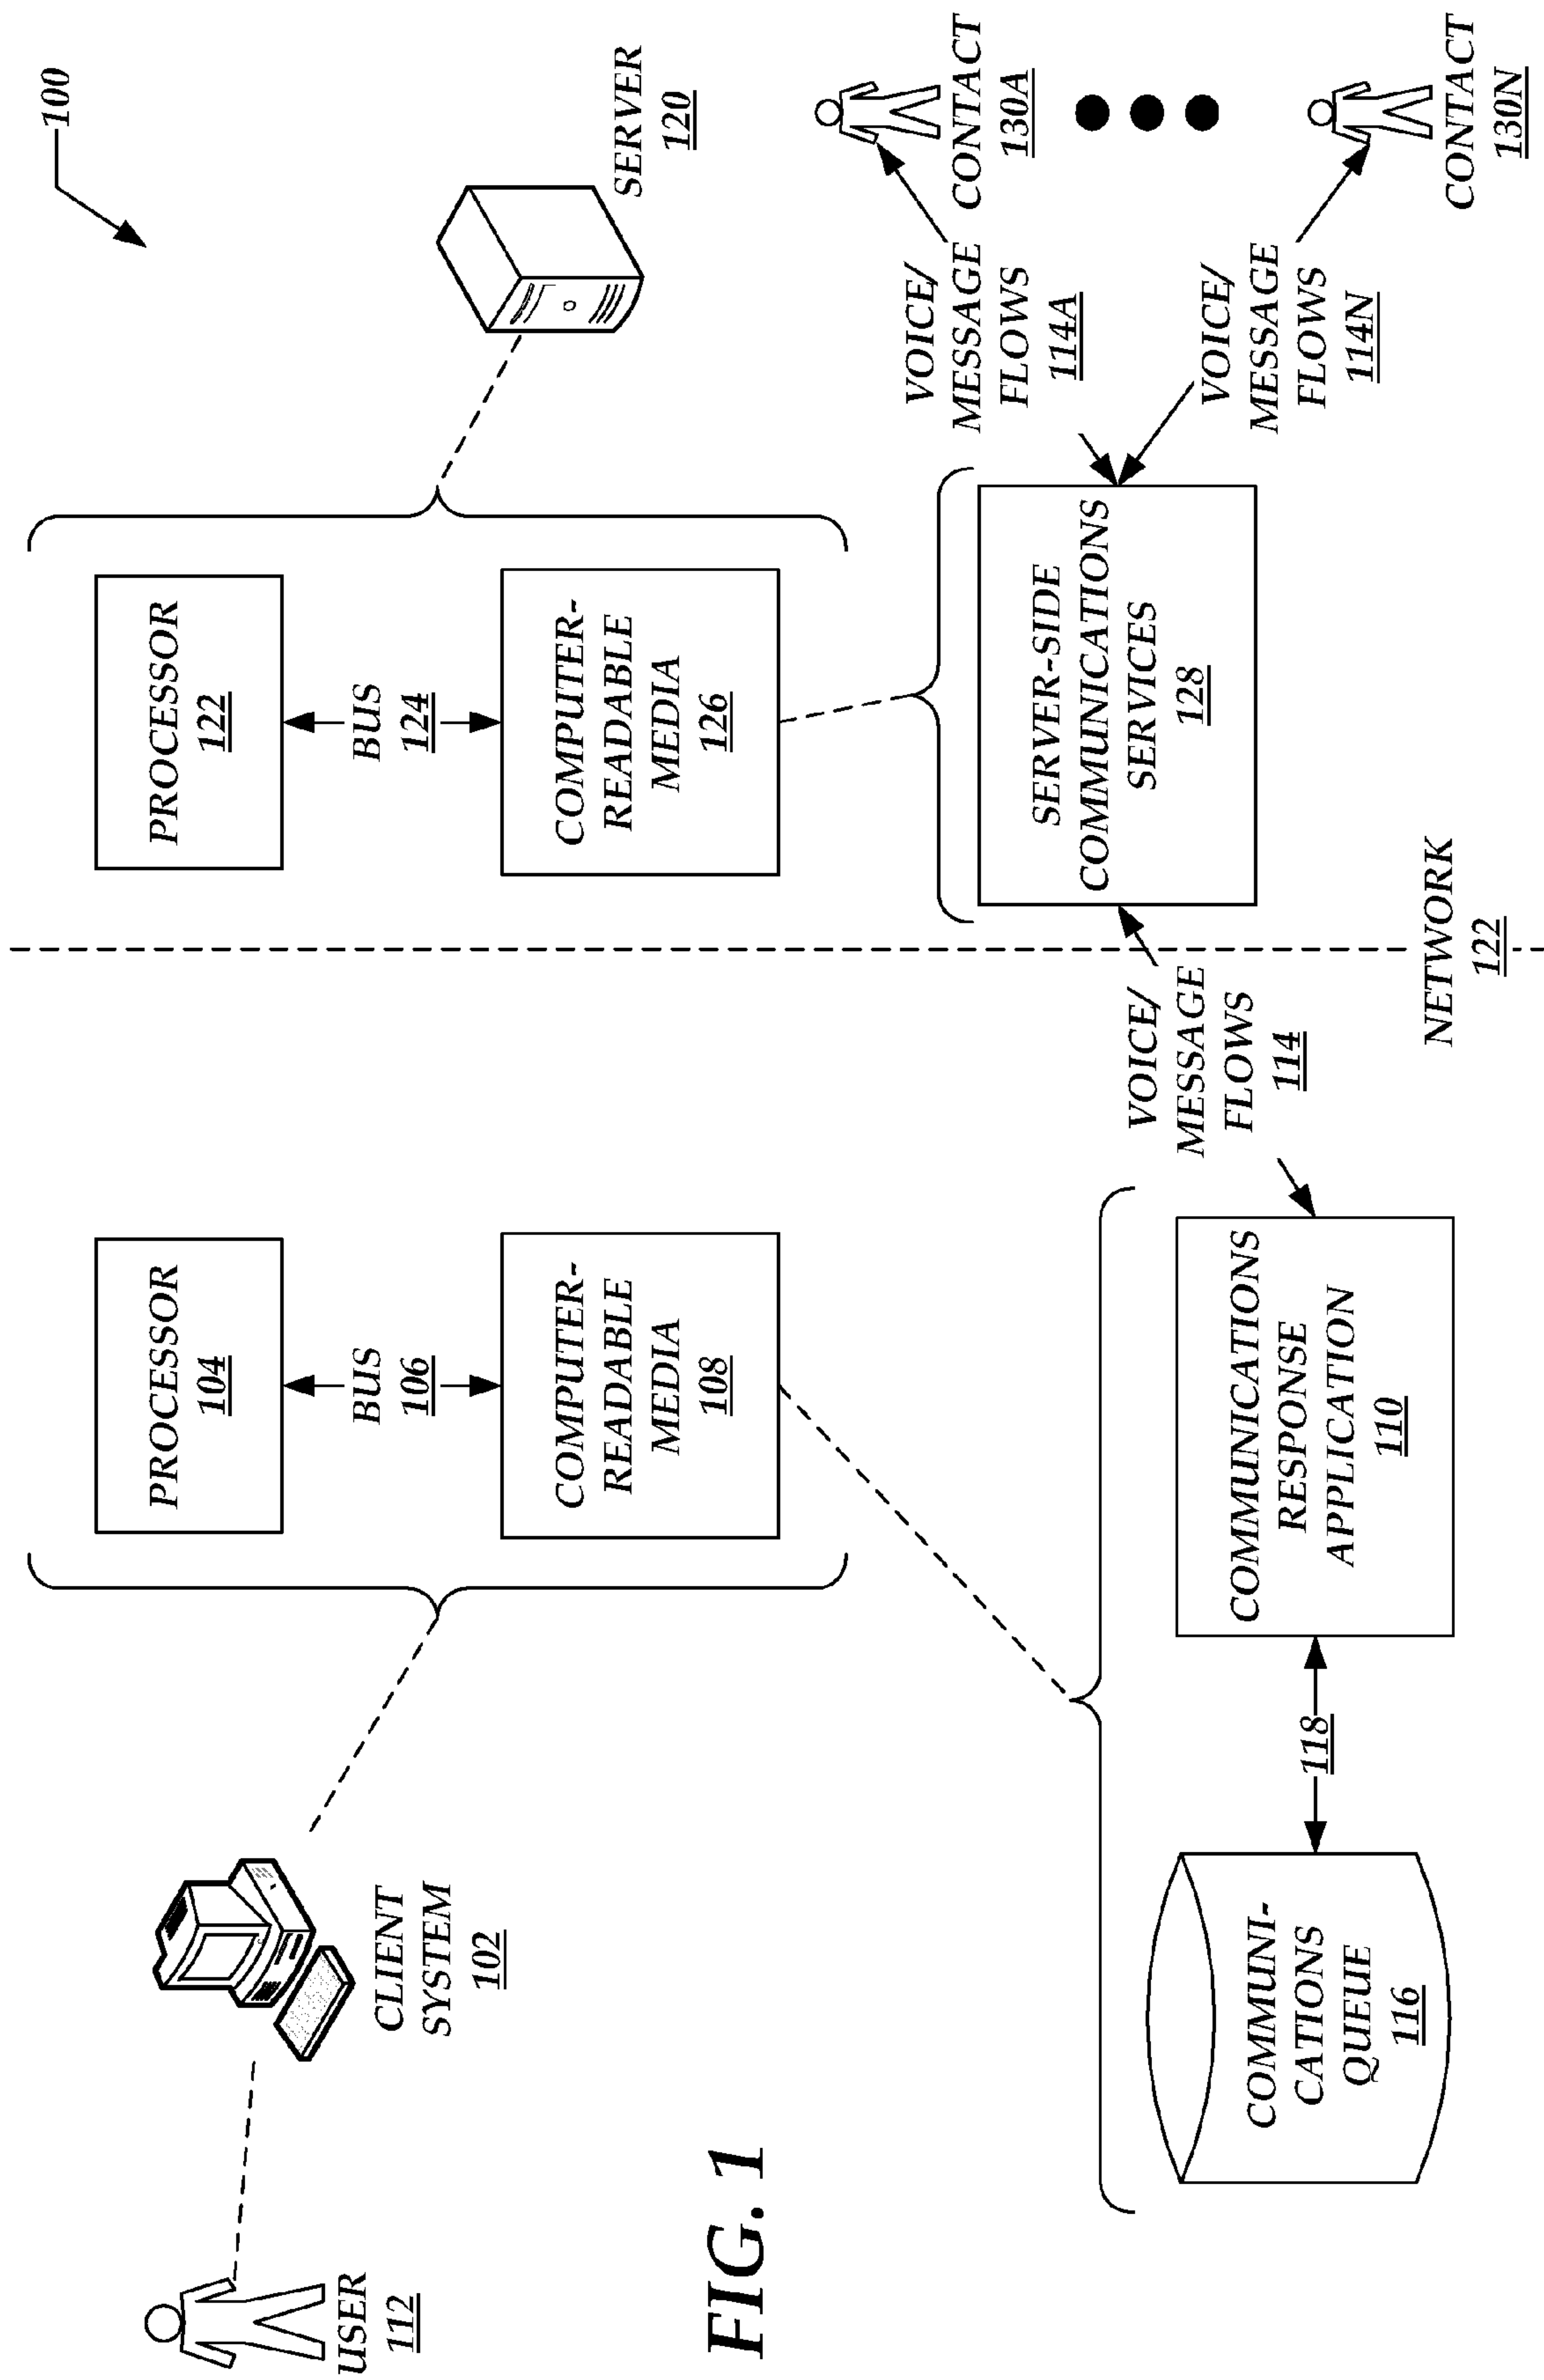 100
USER
112
CLIENT
SYSTEM
102
PROCESSOR
104
BUS
106
COMPUTER-
READABLE
MEDIA
108
PROCESSOR
122
BUS
124
COMPUTER-
READABLE
MEDIA
126
SERVER
120
FIG. 1
COMMUNI-
CATIONS
QUEUE
116
118
COMMUNICATIONS
RESPONSE
APPLICATION
110
VOICE/
MESSAGE
FLOWS
114
NETWORK
122
SERVER-SIDE
COMMUNICATIONS
SERVICES
128
VOICE/
MESSAGE
FLOWS
114A
CONTACT
130A
VOICE/
MESSAGE
FLOWS
114N
CONTACT
130N